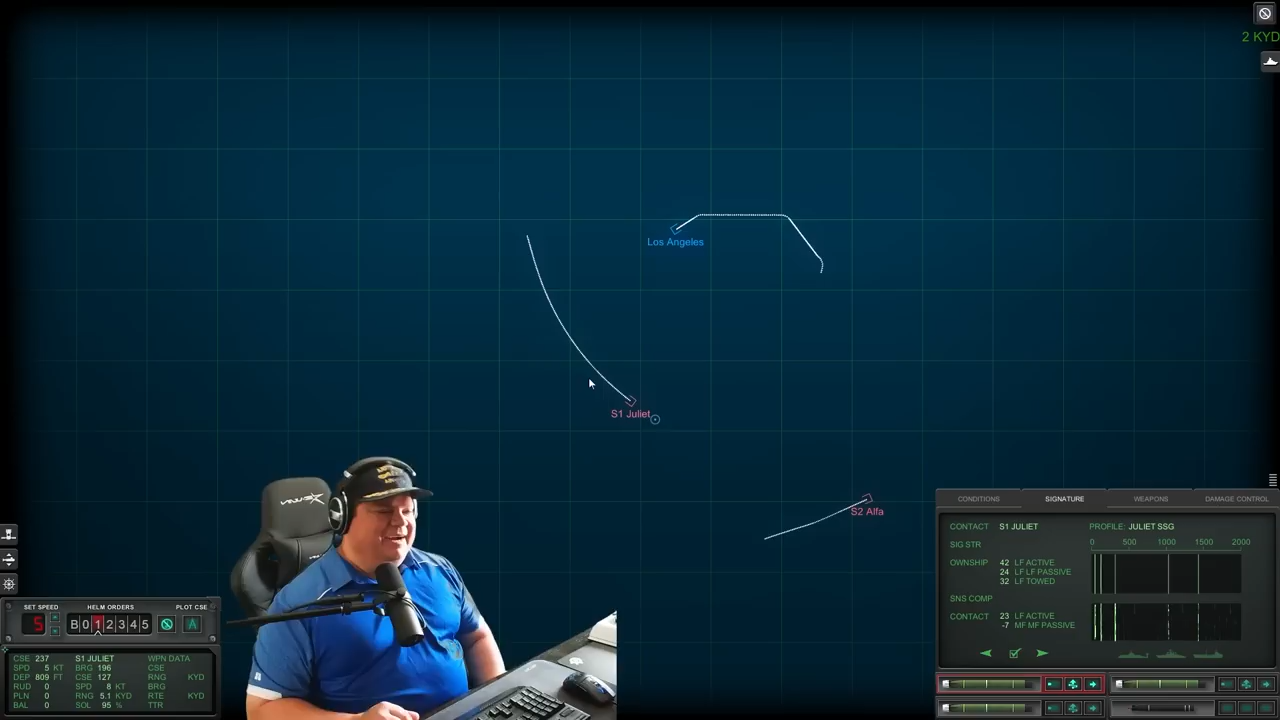 2 KYD
Los Angeles
S1 Juliet
S2 Alfa
CONDITIONS SIGNATURE WEAPONS DAMAGE CONTROL
CONTACT S1 JULIET PROFILE: JULIET SSG
SIG STR 0 500 1000 1500 2000
OWNSHIP 42 LF ACTIVE
24 LF LF PASSIVE
32 LF TOWED
SNS COMP
CONTACT 23 LF ACTIVE
-7 MF MF PASSIVE
SET SPEED HELM ORDERS PLOT CSE
5 B 0 1 2 3 4 5 A
CSE 237 S1 JULIET WPN DATA
SPD 5 KT BRG 196 CSE
DEP 809 FT CSE 127 RNG KYD
RUD 0 SPD 8 KT BRG
PLN 0 RNG 5.1 KYD RTE KYD
BAL 0 SOL 95 % TTR